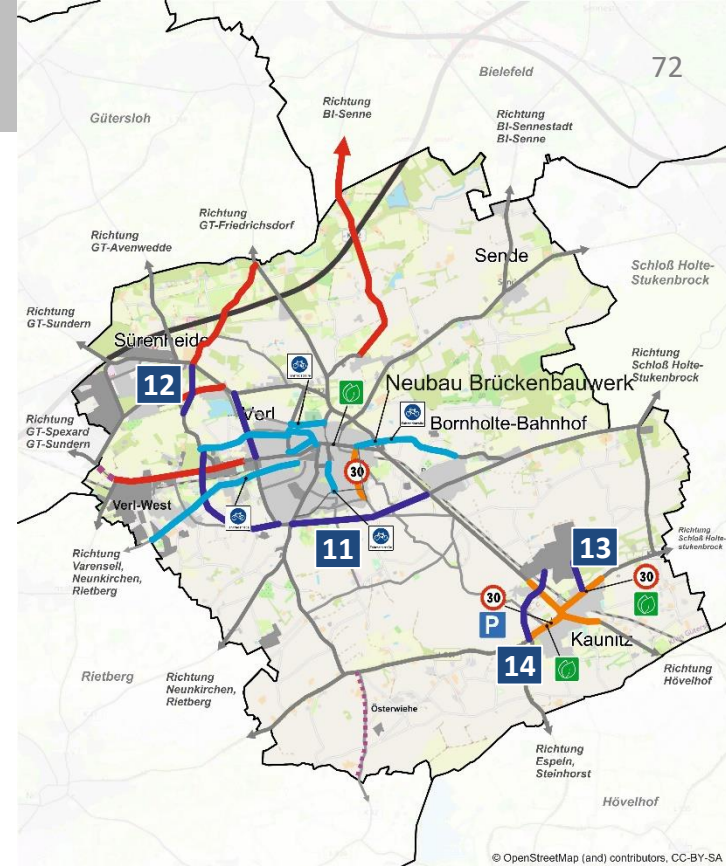 72
Bielefeld
Gütersloh
Richtung
BI-Senne
Richtung
BI-Sennestadt
BI-Senne
Richtung
GT-Friedrichsdorf
Richtung
GT-Avenwedde
Sende
Schloß Holte-
Stukenbrock
Richtung
GT-Sundern
Sürenheide
Richtung
Schloß Holte-
Stukenbrock
12
Neubau Brückenbauwerk
Verl
Bornholte-Bahnhof
Richtung
GT-Spexard
GT-Sundern
30
Verl-West
11
13
Richtung
Schloß Holte-
stukenbrock
Richtung
Varensell,
Neunkirchen,
Rietberg
30
30
P
Kaunitz
14
Rietberg
Richtung
Neunkirchen,
Rietberg
Richtung
Hövelhof
Österwiehe
Richtung
Espeln,
Steinhorst
Hövelhof
© OpenStreetMap (and) contributors, CC-BY-SA